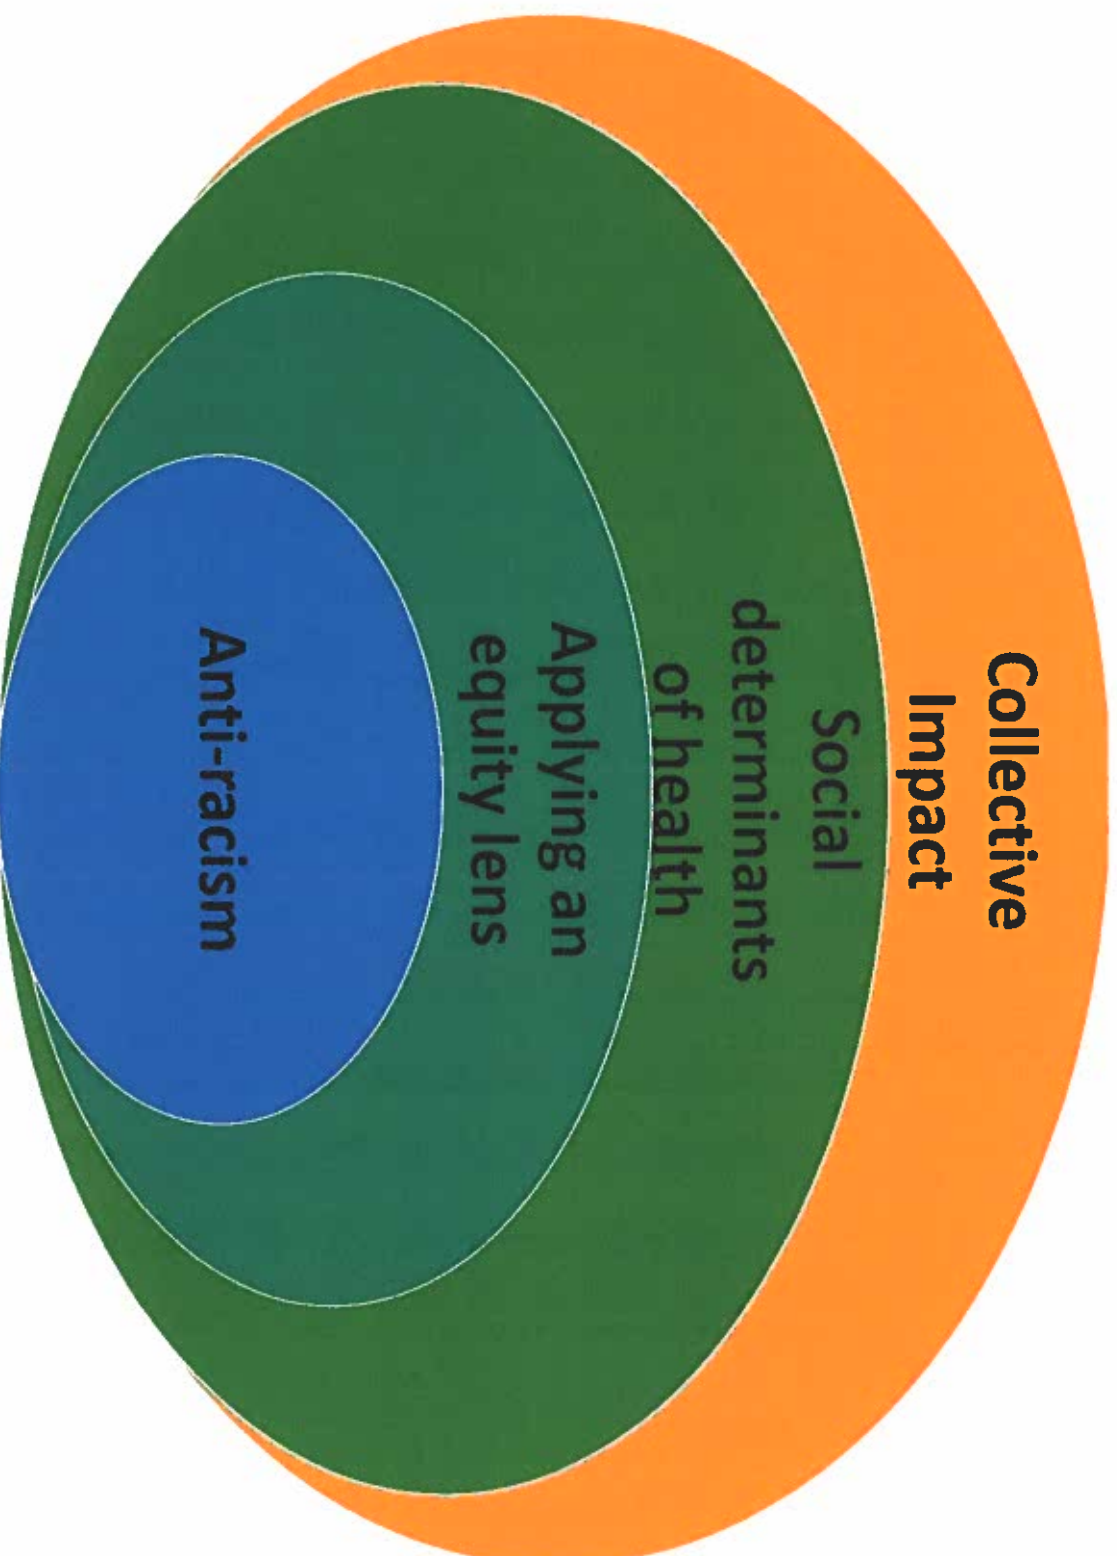 Collective
Impact
Social
determinants
of health
Applying an
equity lens
Anti-racism